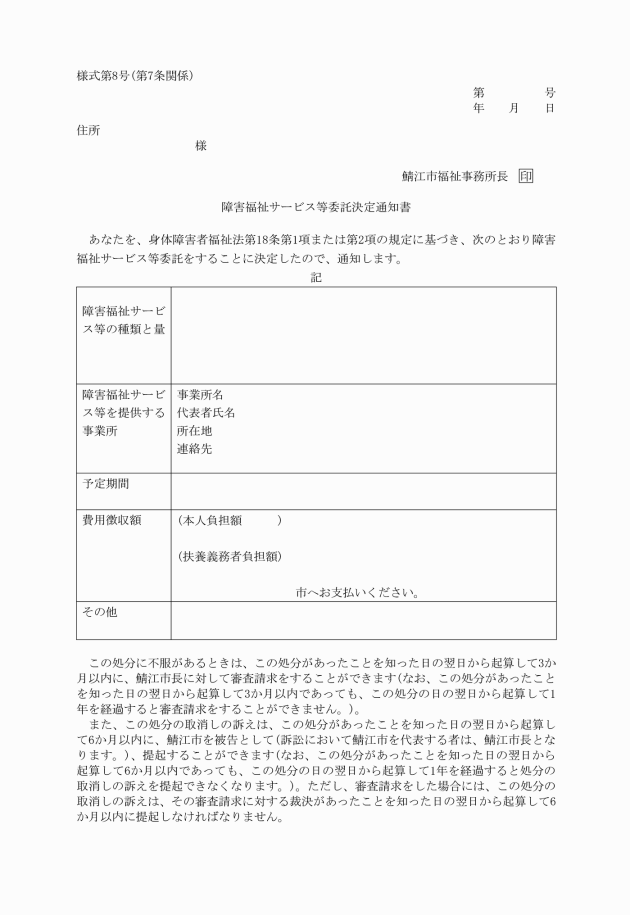 様式第8号(第7条関係)
第　　　　　号
年　　月　　日
住所
様
鯖江市福祉事務所長　印
障害福祉サービス等委託決定通知書
あなたを、身体障害者福祉法第18条第1項または第2項の規定に基づき、次のとおり障害
福祉サービス等委託をすることに決定したので、通知します。
記
障害福祉サービ
ス等の種類と量
障害福祉サービ
ス等を提供する
事業所
事業所名
代表者氏名
所在地
連絡先
予定期間
費用徴収額
(本人負担額　　　)
(扶養義務者負担額)
市へお支払いください。
その他
この処分に不服があるときは、この処分があったことを知った日の翌日から起算して3か
月以内に、鯖江市長に対して審査請求をすることができます(なお、この処分があったこと
を知った日の翌日から起算して3か月以内であっても、この処分の日の翌日から起算して1
年を経過すると審査請求をすることができません。)。
また、この処分の取消しの訴えは、この処分があったことを知った日の翌日から起算し
て6か月以内に、鯖江市を被告として(訴訟において鯖江市を代表する者は、鯖江市長とな
ります。)、提起することができます(なお、この処分があったことを知った日の翌日から
起算して6か月以内であっても、この処分の日の翌日から起算して1年を経過すると処分の
取消しの訴えを提起できなくなります。)。ただし、審査請求をした場合には、この処分の
取消しの訴えは、その審査請求に対する裁決があったことを知った日の翌日から起算して6
か月以内に提起しなければなりません。